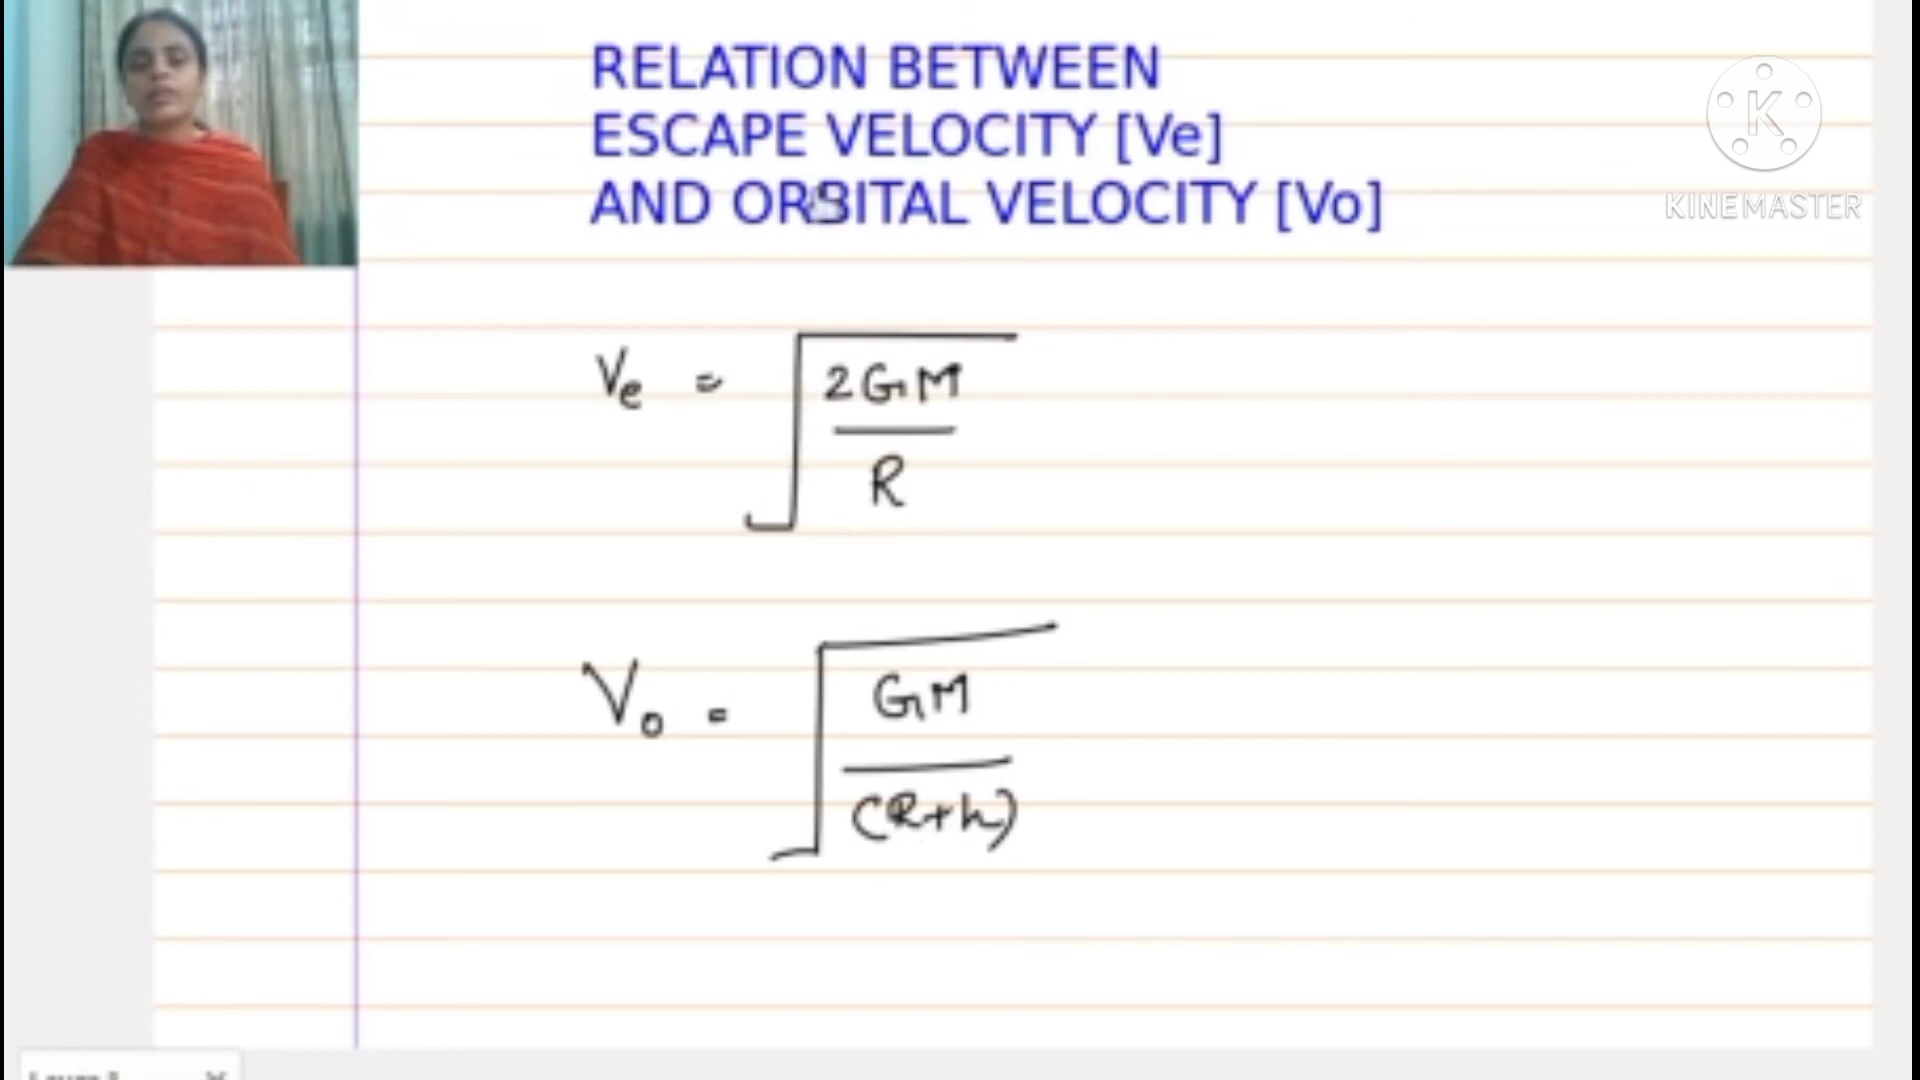 RELATION BETWEEN
ESCAPE VELOCITY [Ve]
AND ORBITAL VELOCITY [Vo]
K
KINEMASTER
Ve = √
2GM
R
Vo = √
GM
(R+h)